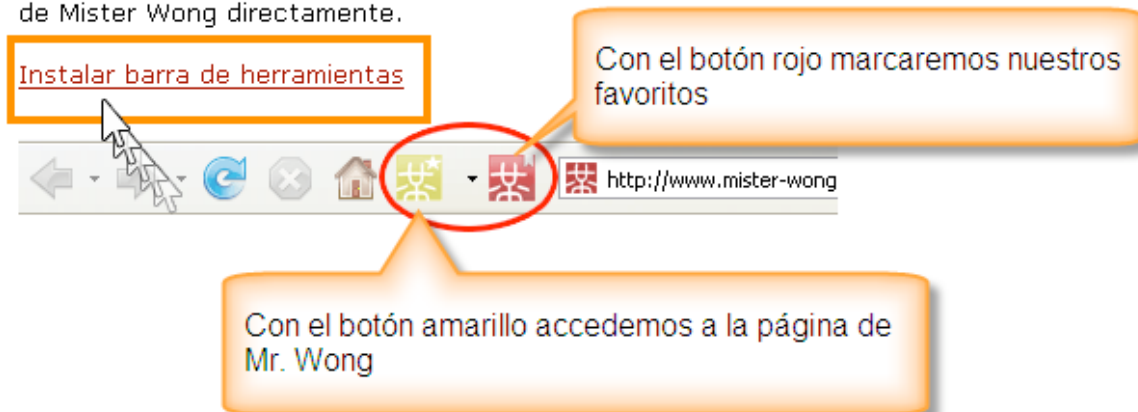 de Mister Wong directamente.
Instalar barra de herramientas
Con el botón rojo marcaremos nuestros
favoritos
http://www.mister-wong
Con el botón amarillo accedemos a la página de
Mr. Wong